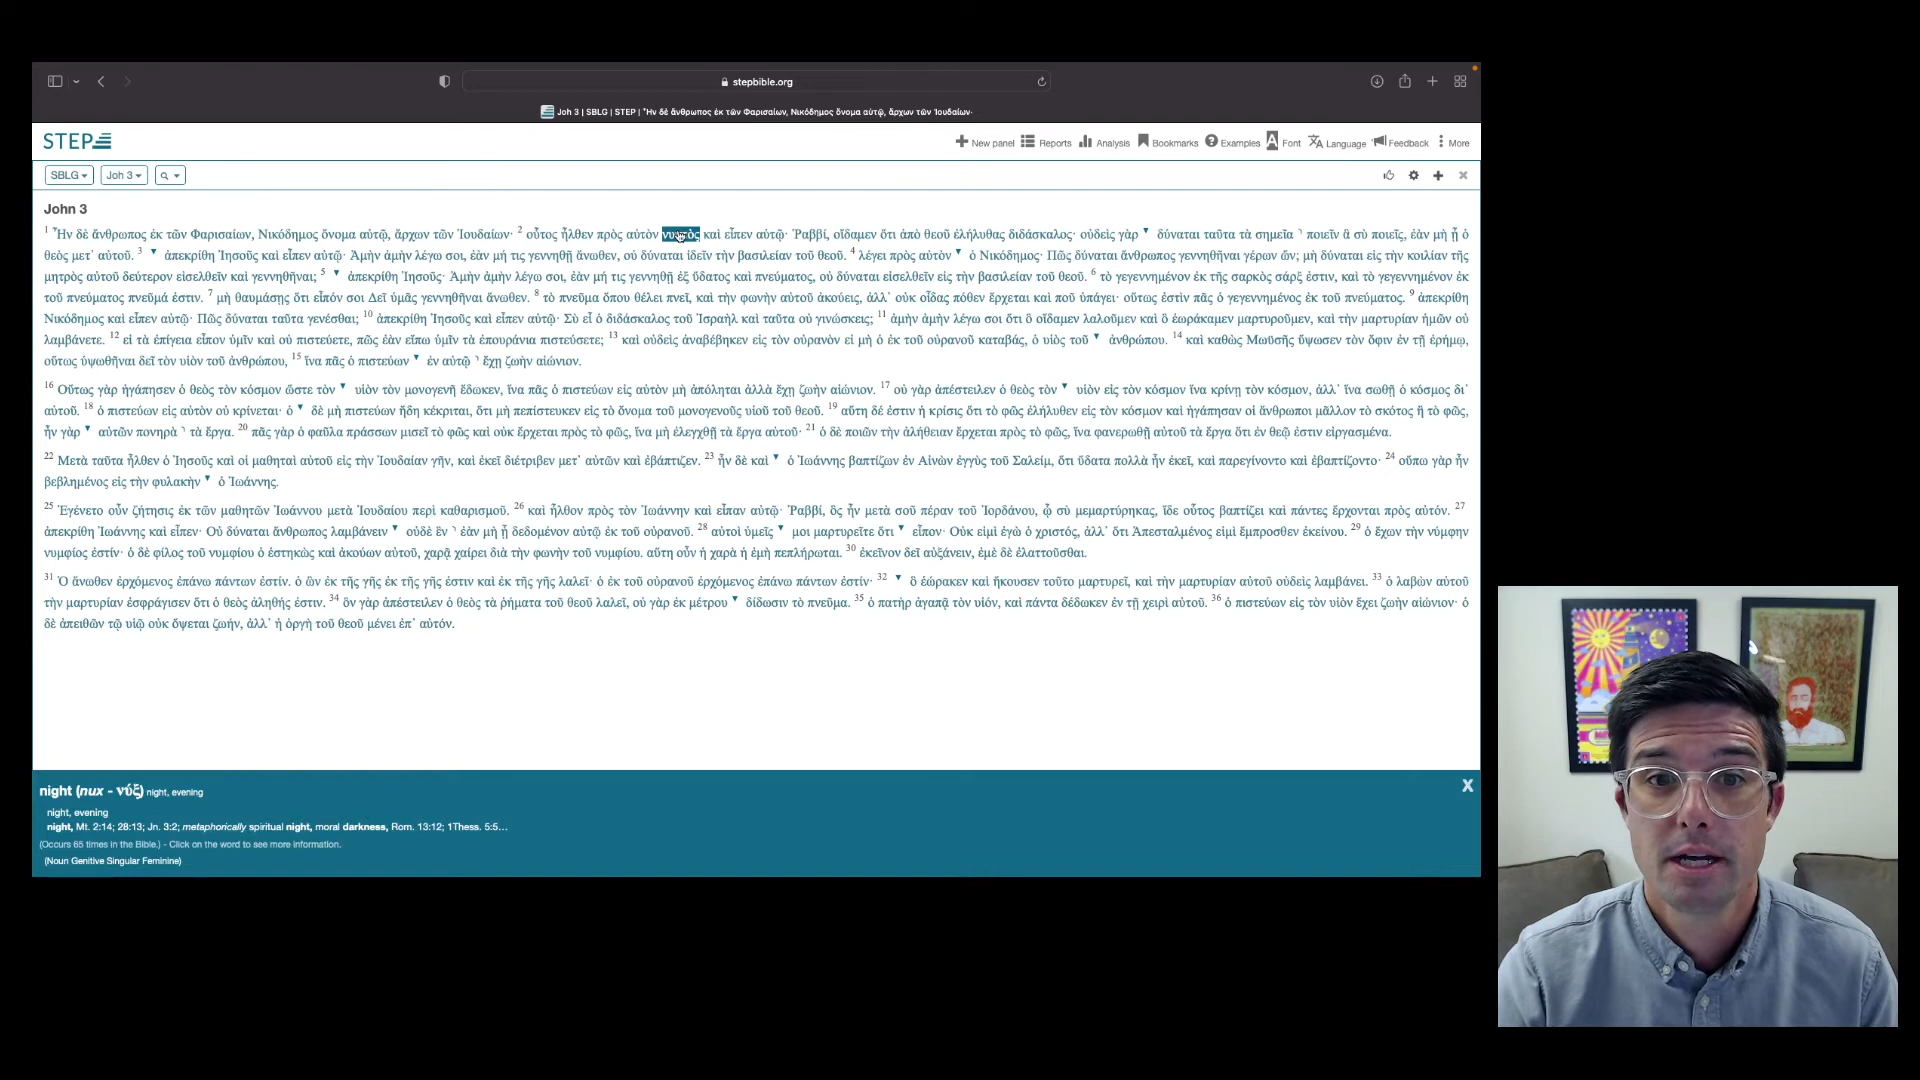 stepbible.org
Joh 3 | SBLG | STEP | Ἦν δὲ ἄνθρωπος ἐκ τῶν Φαρισαίων, Νικόδημος ὄνομα αὐτῷ, ἄρχων τῶν Ἰουδαίων·
STEP
New panel Reports Analysis Bookmarks Examples Font Language Feedback More
SBLG Joh 3
John 3
1 Ἦν δὲ ἄνθρωπος ἐκ τῶν Φαρισαίων, Νικόδημος ὄνομα αὐτῷ, ἄρχων τῶν Ἰουδαίων· 2 οὗτος ἦλθεν πρὸς αὐτὸν νυκτὸς καὶ εἶπεν αὐτῷ· Ῥαββί, οἴδαμεν ὅτι ἀπὸ θεοῦ ἐλήλυθας διδάσκαλος· οὐδεὶς γὰρ ▼ δύναται ταῦτα τὰ σημεῖα ⸃ ποιεῖν ἃ σὺ ποιεῖς, ἐὰν μὴ ᾖ ὁ
θεὸς μετ᾽ αὐτοῦ. 3 ▼ ἀπεκρίθη Ἰησοῦς καὶ εἶπεν αὐτῷ· Ἀμὴν ἀμὴν λέγω σοι, ἐὰν μή τις γεννηθῇ ἄνωθεν, οὐ δύναται ἰδεῖν τὴν βασιλείαν τοῦ θεοῦ. 4 λέγει πρὸς αὐτὸν ▼ ὁ Νικόδημος· Πῶς δύναται ἄνθρωπος γεννηθῆναι γέρων ὤν; μὴ δύναται εἰς τὴν κοιλίαν τῆς
μητρὸς αὐτοῦ δεύτερον εἰσελθεῖν καὶ γεννηθῆναι; 5 ▼ ἀπεκρίθη Ἰησοῦς· Ἀμὴν ἀμὴν λέγω σοι, ἐὰν μή τις γεννηθῇ ἐξ ὕδατος καὶ πνεύματος, οὐ δύναται εἰσελθεῖν εἰς τὴν βασιλείαν τοῦ θεοῦ. 6 τὸ γεγεννημένον ἐκ τῆς σαρκὸς σάρξ ἐστιν, καὶ τὸ γεγεννημένον ἐκ
τοῦ πνεύματος πνεῦμά ἐστιν. 7 μὴ θαυμάσῃς ὅτι εἶπόν σοι Δεῖ ὑμᾶς γεννηθῆναι ἄνωθεν. 8 τὸ πνεῦμα ὅπου θέλει πνεῖ, καὶ τὴν φωνὴν αὐτοῦ ἀκούεις, ἀλλ᾽ οὐκ οἶδας πόθεν ἔρχεται καὶ ποῦ ὑπάγει· οὕτως ἐστὶν πᾶς ὁ γεγεννημένος ἐκ τοῦ πνεύματος. 9 ἀπεκρίθη
Νικόδημος καὶ εἶπεν αὐτῷ· Πῶς δύναται ταῦτα γενέσθαι; 10 ἀπεκρίθη Ἰησοῦς καὶ εἶπεν αὐτῷ· Σὺ εἶ ὁ διδάσκαλος τοῦ Ἰσραὴλ καὶ ταῦτα οὐ γινώσκεις; 11 ἀμὴν ἀμὴν λέγω σοι ὅτι ὃ οἴδαμεν λαλοῦμεν καὶ ὃ ἑωράκαμεν μαρτυροῦμεν, καὶ τὴν μαρτυρίαν ἡμῶν οὐ
λαμβάνετε. 12 εἰ τὰ ἐπίγεια εἶπον ὑμῖν καὶ οὐ πιστεύετε, πῶς ἐὰν εἴπω ὑμῖν τὰ ἐπουράνια πιστεύσετε; 13 καὶ οὐδεὶς ἀναβέβηκεν εἰς τὸν οὐρανὸν εἰ μὴ ὁ ἐκ τοῦ οὐρανοῦ καταβάς, ὁ υἱὸς τοῦ ▼ ἀνθρώπου. 14 καὶ καθὼς Μωϋσῆς ὕψωσεν τὸν ὄφιν ἐν τῇ ἐρήμῳ,
οὕτως ὑψωθῆναι δεῖ τὸν υἱὸν τοῦ ἀνθρώπου, 15 ἵνα πᾶς ὁ πιστεύων ▼ ἐν αὐτῷ ⸃ ἔχῃ ζωὴν αἰώνιον.
16 Οὕτως γὰρ ἠγάπησεν ὁ θεὸς τὸν κόσμον ὥστε τὸν ▼ υἱὸν τὸν μονογενῆ ἔδωκεν, ἵνα πᾶς ὁ πιστεύων εἰς αὐτὸν μὴ ἀπόληται ἀλλὰ ἔχῃ ζωὴν αἰώνιον. 17 οὐ γὰρ ἀπέστειλεν ὁ θεὸς τὸν ▼ υἱὸν εἰς τὸν κόσμον ἵνα κρίνῃ τὸν κόσμον, ἀλλ᾽ ἵνα σωθῇ ὁ κόσμος δι᾽
αὐτοῦ. 18 ὁ πιστεύων εἰς αὐτὸν οὐ κρίνεται· ὁ ▼ δὲ μὴ πιστεύων ἤδη κέκριται, ὅτι μὴ πεπίστευκεν εἰς τὸ ὄνομα τοῦ μονογενοῦς υἱοῦ τοῦ θεοῦ. 19 αὕτη δέ ἐστιν ἡ κρίσις ὅτι τὸ φῶς ἐλήλυθεν εἰς τὸν κόσμον καὶ ἠγάπησαν οἱ ἄνθρωποι μᾶλλον τὸ σκότος ἢ τὸ φῶς,
ἦν γὰρ ▼ αὐτῶν πονηρὰ ⸃ τὰ ἔργα. 20 πᾶς γὰρ ὁ φαῦλα πράσσων μισεῖ τὸ φῶς καὶ οὐκ ἔρχεται πρὸς τὸ φῶς, ἵνα μὴ ἐλεγχθῇ τὰ ἔργα αὐτοῦ· 21 ὁ δὲ ποιῶν τὴν ἀλήθειαν ἔρχεται πρὸς τὸ φῶς, ἵνα φανερωθῇ αὐτοῦ τὰ ἔργα ὅτι ἐν θεῷ ἐστιν εἰργασμένα.
22 Μετὰ ταῦτα ἦλθεν ὁ Ἰησοῦς καὶ οἱ μαθηταὶ αὐτοῦ εἰς τὴν Ἰουδαίαν γῆν, καὶ ἐκεῖ διέτριβεν μετ᾽ αὐτῶν καὶ ἐβάπτιζεν. 23 ἦν δὲ καὶ ▼ ὁ Ἰωάννης βαπτίζων ἐν Αἰνὼν ἐγγὺς τοῦ Σαλείμ, ὅτι ὕδατα πολλὰ ἦν ἐκεῖ, καὶ παρεγίνοντο καὶ ἐβαπτίζοντο· 24 οὔπω γὰρ ἦν
βεβλημένος εἰς τὴν φυλακὴν ▼ ὁ Ἰωάννης.
25 Ἐγένετο οὖν ζήτησις ἐκ τῶν μαθητῶν Ἰωάννου μετὰ Ἰουδαίου περὶ καθαρισμοῦ. 26 καὶ ἦλθον πρὸς τὸν Ἰωάννην καὶ εἶπαν αὐτῷ· Ῥαββί, ὃς ἦν μετὰ σοῦ πέραν τοῦ Ἰορδάνου, ᾧ σὺ μεμαρτύρηκας, ἴδε οὗτος βαπτίζει καὶ πάντες ἔρχονται πρὸς αὐτόν. 27
ἀπεκρίθη Ἰωάννης καὶ εἶπεν· Οὐ δύναται ἄνθρωπος λαμβάνειν ▼ οὐδὲ ἓν ⸃ ἐὰν μὴ ᾖ δεδομένον αὐτῷ ἐκ τοῦ οὐρανοῦ. 28 αὐτοὶ ὑμεῖς ▼ μοι μαρτυρεῖτε ὅτι ▼ εἶπον· Οὐκ εἰμὶ ἐγὼ ὁ χριστός, ἀλλ᾽ ὅτι Ἀπεσταλμένος εἰμὶ ἔμπροσθεν ἐκείνου. 29 ὁ ἔχων τὴν νύμφην
νυμφίος ἐστίν· ὁ δὲ φίλος τοῦ νυμφίου ὁ ἑστηκὼς καὶ ἀκούων αὐτοῦ, χαρᾷ χαίρει διὰ τὴν φωνὴν τοῦ νυμφίου. αὕτη οὖν ἡ χαρὰ ἡ ἐμὴ πεπλήρωται. 30 ἐκεῖνον δεῖ αὐξάνειν, ἐμὲ δὲ ἐλαττοῦσθαι.
31 Ὁ ἄνωθεν ἐρχόμενος ἐπάνω πάντων ἐστίν. ὁ ὢν ἐκ τῆς γῆς ἐκ τῆς γῆς ἐστιν καὶ ἐκ τῆς γῆς λαλεῖ· ὁ ἐκ τοῦ οὐρανοῦ ἐρχόμενος ἐπάνω πάντων ἐστίν· 32 ▼ ὃ ἑώρακεν καὶ ἤκουσεν τοῦτο μαρτυρεῖ, καὶ τὴν μαρτυρίαν αὐτοῦ οὐδεὶς λαμβάνει. 33 ὁ λαβὼν αὐτοῦ
τὴν μαρτυρίαν ἐσφράγισεν ὅτι ὁ θεὸς ἀληθής ἐστιν. 34 ὃν γὰρ ἀπέστειλεν ὁ θεὸς τὰ ῥήματα τοῦ θεοῦ λαλεῖ, οὐ γὰρ ἐκ μέτρου ▼ δίδωσιν τὸ πνεῦμα. 35 ὁ πατὴρ ἀγαπᾷ τὸν υἱόν, καὶ πάντα δέδωκεν ἐν τῇ χειρὶ αὐτοῦ. 36 ὁ πιστεύων εἰς τὸν υἱὸν ἔχει ζωὴν αἰώνιον· ὁ
δὲ ἀπειθῶν τῷ υἱῷ οὐκ ὄψεται ζωήν, ἀλλ᾽ ἡ ὀργὴ τοῦ θεοῦ μένει ἐπ᾽ αὐτόν.
night (nux - νύξ) night, evening
night, evening
night, Mt. 2:14; 28:13; Jn. 3:2; metaphorically spiritual night, moral darkness, Rom. 13:12; 1Thess. 5:5...
(Occurs 65 times in the Bible.) - Click on the word to see more information.
(Noun Genitive Singular Feminine)
X